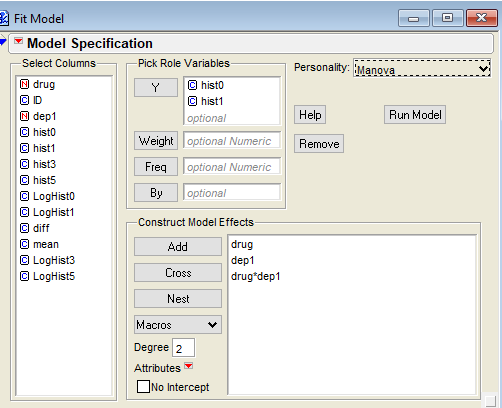 Fit Model
Model Specification
Select Columns
N drug
C ID
N dep1
C hist0
C hist1
C hist3
C hist5
C LogHist0
C LogHist1
C diff
C mean
C LogHist3
C LogHist5
Pick Role Variables
Y
C hist0
C hist1
optional
Weight optional Numeric
Freq optional Numeric
By optional
Personality: Manova
Help Run Model
Remove
Construct Model Effects
Add
Cross
Nest
Macros
Degree 2
Attributes
No Intercept
drug
dep1
drug*dep1